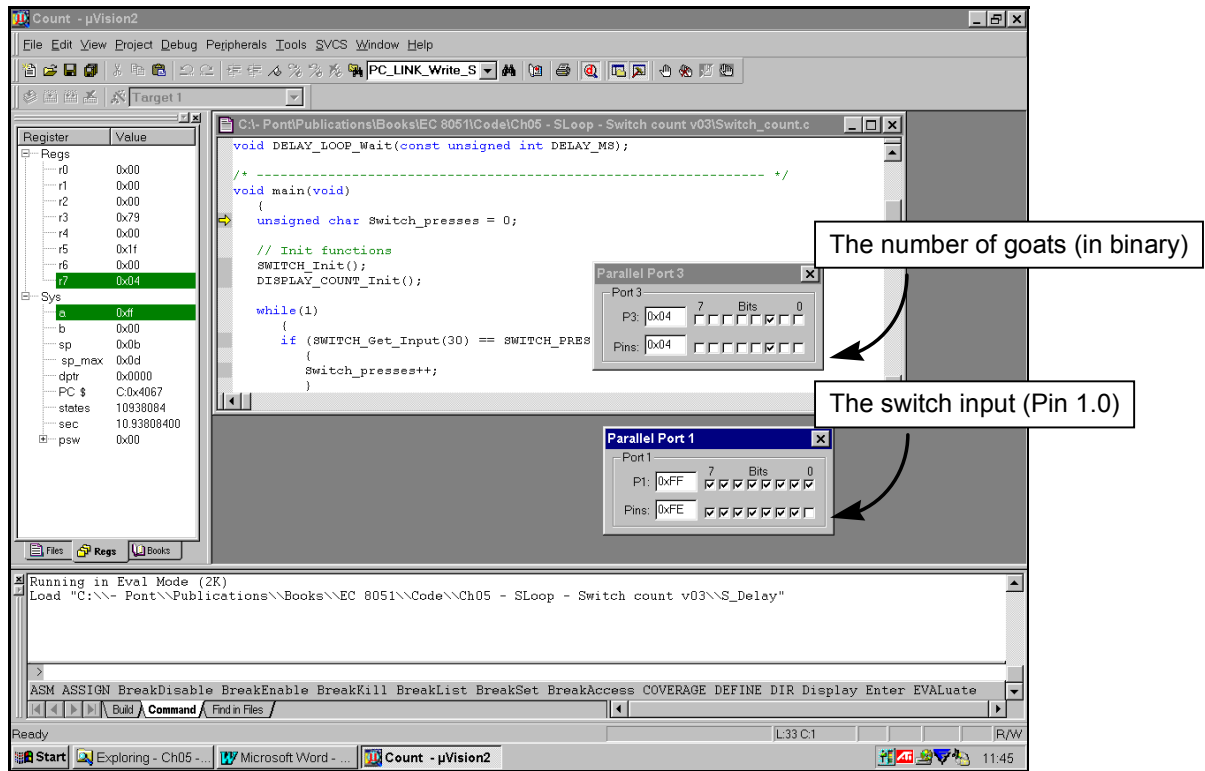 Count - µVision2
File Edit View Project Debug Peripherals Tools SVCS Window Help
PC_LINK_Write_S
Target 1
Register Value
Regs
r0 0x00
r1 0x00
r2 0x00
r3 0x79
r4 0x00
r5 0x1f
r6 0x00
r7 0x04
Sys
a 0xff
b 0x00
sp 0x0b
sp_max 0x0d
dptr 0x0000
PC $ C:0x4067
states 10938084
sec 10.93808400
psw 0x00
Files Regs Books
C:\- Pont\Publications\Books\EC 8051\Code\Ch05 - SLoop - Switch count v03\Switch_count.c
void DELAY_LOOP_Wait(const unsigned int DELAY_MS);
/* ------------------------------------------------------------------ */
void main(void)
{
unsigned char Switch_presses = 0;
// Init functions
SWITCH_Init();
DISPLAY_COUNT_Init();
while(1)
{
if (SWITCH_Get_Input(30) == SWITCH_PRES
{
Switch_presses++;
}
The number of goats (in binary)
Parallel Port 3
Port 3
7 Bits 0
P3: 0x04
Pins: 0x04
The switch input (Pin 1.0)
Parallel Port 1
Port 1
7 Bits 0
P1: 0xFF
Pins: 0xFE
Running in Eval Mode (2K)
Load "C:\\- Pont\\Publications\\Books\\EC 8051\\Code\\Ch05 - SLoop - Switch count v03\\S_Delay"
>
ASM ASSIGN BreakDisable BreakEnable BreakKill BreakList BreakSet BreakAccess COVERAGE DEFINE DIR Display Enter EVALuate
Build Command Find in Files
Ready L:33 C:1 R/W
Start Exploring - Ch05 -... Microsoft Word - ... Count - µVision2 11:45